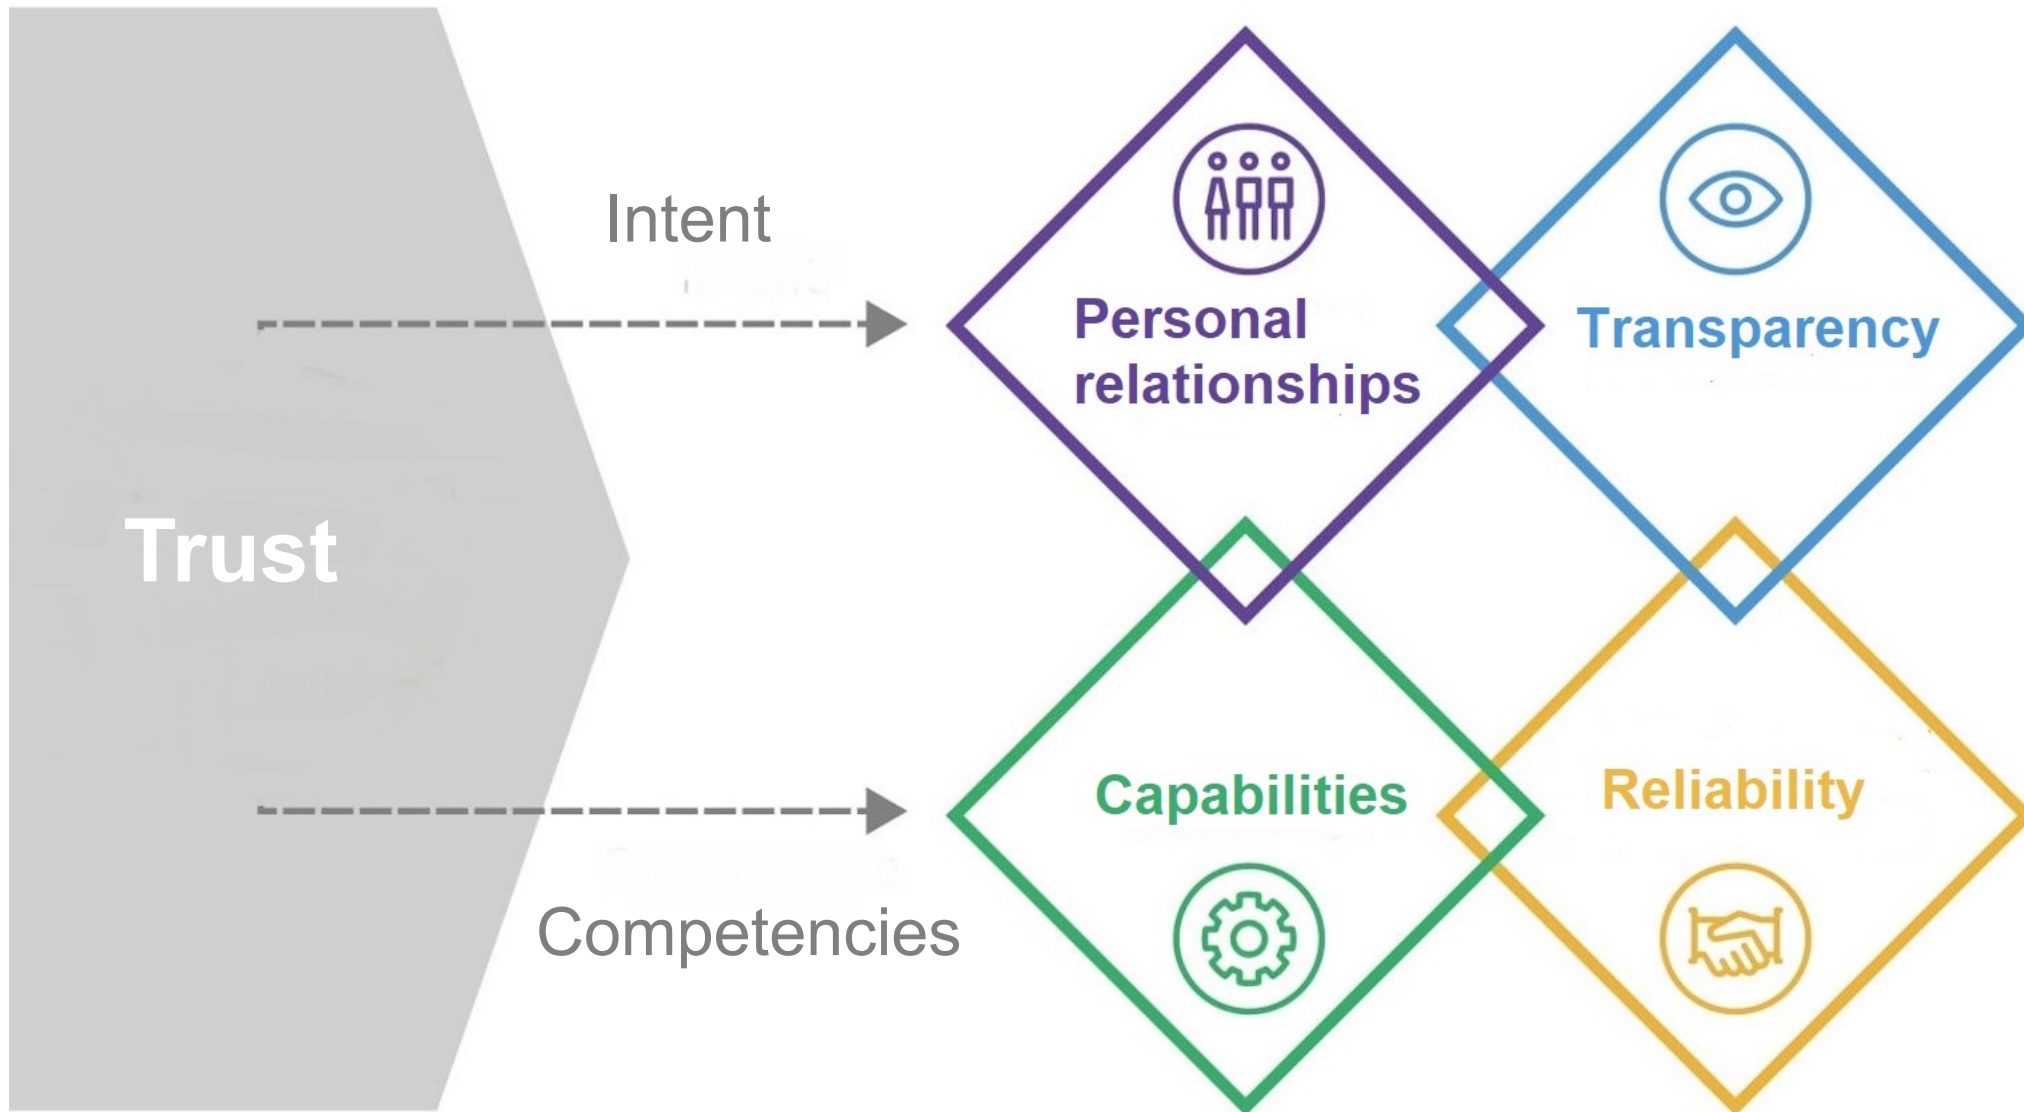 Intent
Personal
relationships
Transparency
Trust
Capabilities
Reliability
Competencies